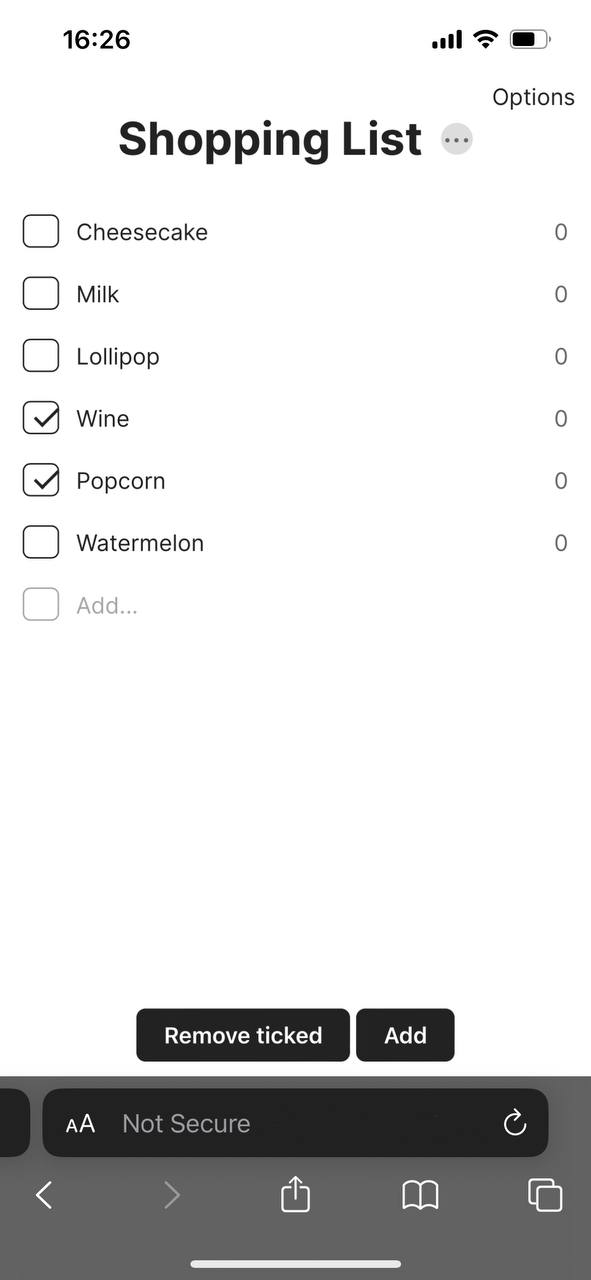 16:26
Options
Shopping List
Cheesecake 0
Milk 0
Lollipop 0
Wine 0
Popcorn 0
Watermelon 0
Add...
Remove ticked Add
AA Not Secure